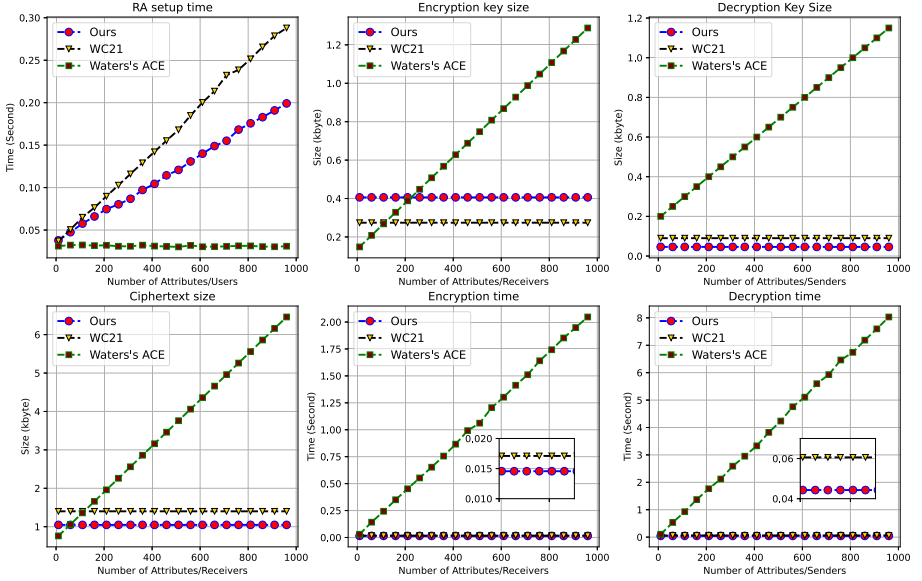 RA setup time
0.30
0.25
0.20
0.15
0.10
0.05
Time (Second)
Ours
WC21
Waters's ACE
0 200 400 600 800 1000
Number of Attributes/Users
Encryption key size
1.2
1.0
0.8
0.6
0.4
0.2
Size (kbyte)
Ours
WC21
Waters's ACE
0 200 400 600 800 1000
Number of Attributes/Receivers
Decryption Key Size
1.2
1.0
0.8
0.6
0.4
0.2
0.0
Size (kbyte)
Ours
WC21
Waters's ACE
0 200 400 600 800 1000
Number of Attributes/Senders
Ciphertext size
6
5
4
3
2
1
Size (kbyte)
Ours
WC21
Waters's ACE
0 200 400 600 800 1000
Number of Attributes/Receivers
Encryption time
2.00
1.75
1.50
1.25
1.00
0.75
0.50
0.25
0.00
Time (Second)
Ours
WC21
Waters's ACE
0,020
0,015
0,010
0 200 400 600 800 1000
Number of Attributes/Receivers
Decryption time
8
7
6
5
4
3
2
1
0
Time (Second)
Ours
WC21
Waters's ACE
0,06
0,04
0 200 400 600 800 1000
Number of Attributes/Senders